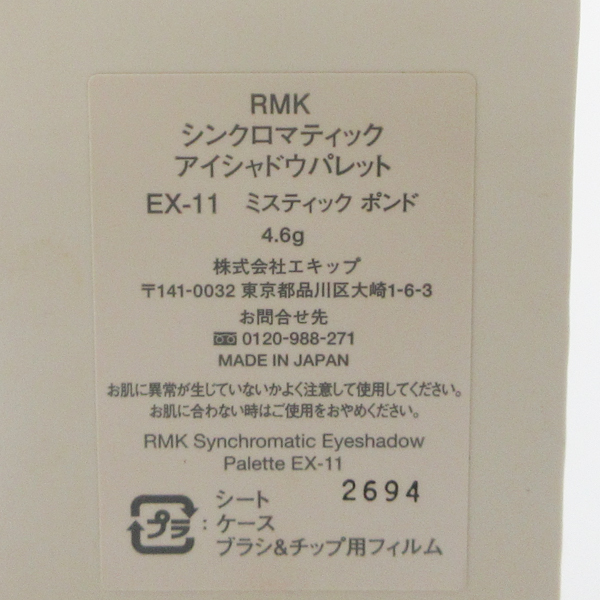 RMK
シンクロマティック
アイシャドウパレット
EX-11 ミスティック ポンド
4.6g
株式会社エキップ
〒141-0032 東京都品川区大崎1-6-3
お問合せ先
0120-988-271
MADE IN JAPAN
お肌に異常が生じていないかよく注意して使用してください。
お肌に合わない時はご使用をおやめください。
RMK Synchromatic Eyeshadow
Palette EX-11
2694
プラ : シート
ケース
ブラシ&チップ用フィルム